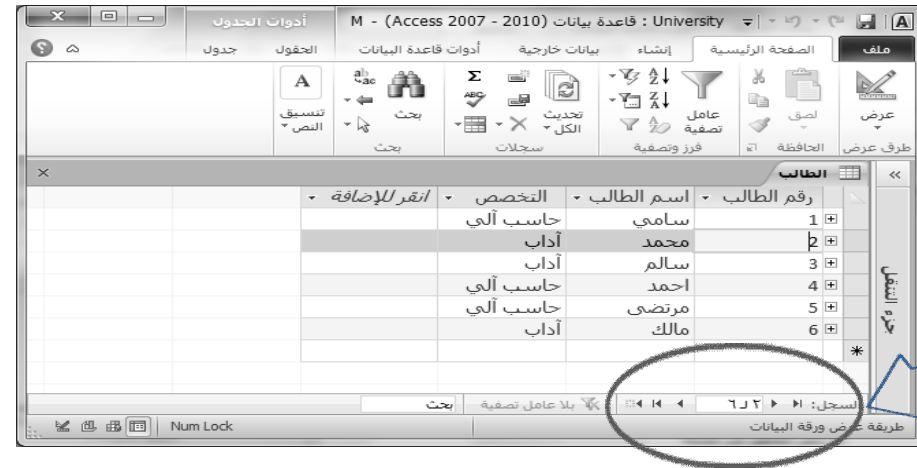 أدوات الجدول University : قاعدة بيانات (Access 2007 - 2010) - M
ملف الصفحة الرئيسية إنشاء بيانات خارجية أدوات قاعدة البيانات الحقول جدول
عرض لصق عامل تصفية تحديث الكل بحث تنسيق النص
طرق عرض الحافظة فرز وتصفية سجلات بحث
الطالب
رقم الطالب اسم الطالب التخصص انقر للإضافة
1 سامي حاسب آلي
2 محمد آداب
3 سالم آداب
4 احمد حاسب آلي
5 مرتضى حاسب آلي
6 مالك آداب
جزء التنقل
السجل: ٢ لـ ٦ بلا عامل تصفية بحث
طريقة عرض ورقة البيانات Num Lock